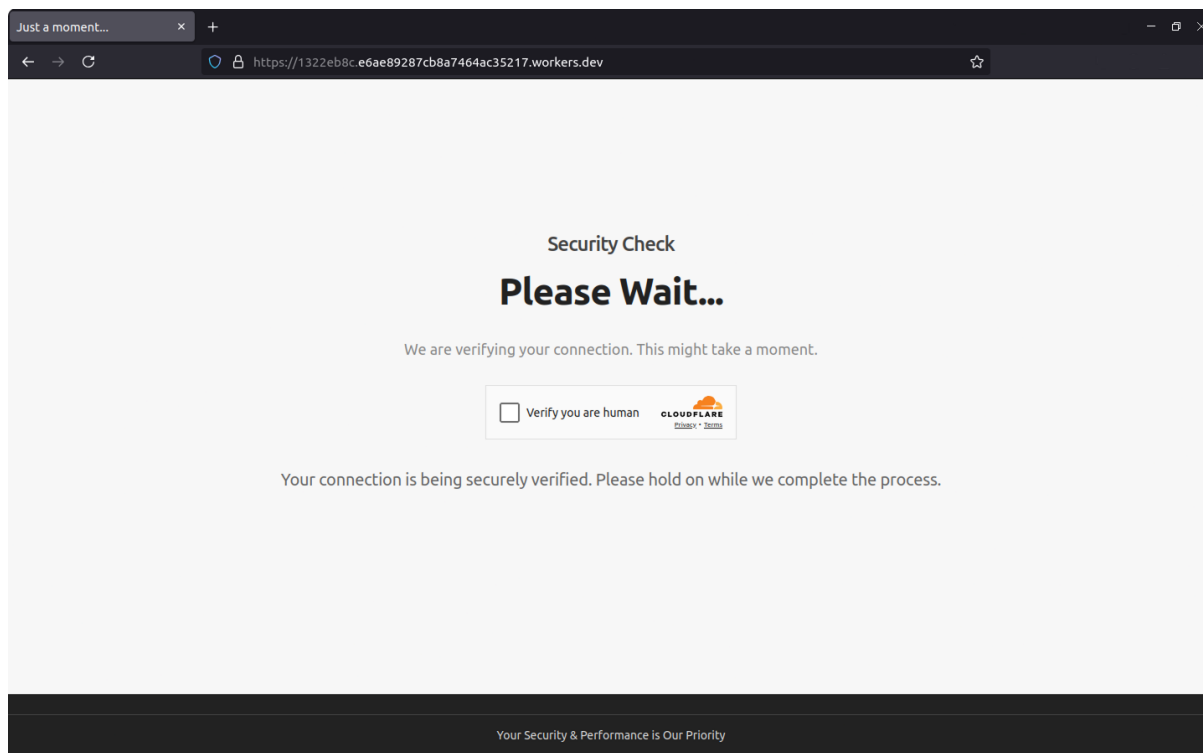 Just a moment...
https://1322eb8c.e6ae89287cb8a7464ac35217.workers.dev
Security Check
Please Wait...
We are verifying your connection. This might take a moment.
Verify you are human
CLOUDFLARE
Privacy • Terms
Your connection is being securely verified. Please hold on while we complete the process.
Your Security & Performance is Our Priority